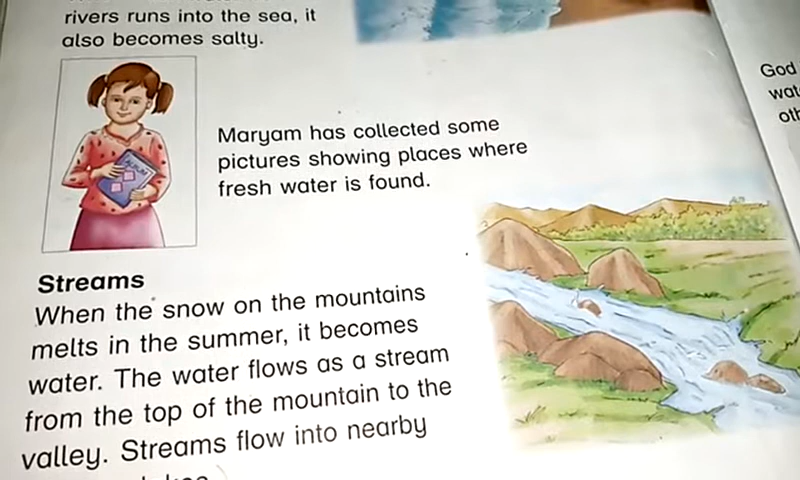 rivers runs into the sea, it
also becomes salty.
ALBUM
Maryam has collected some
pictures showing places where
fresh water is found.
Streams
When the snow on the mountains
melts in the summer, it becomes
water. The water flows as a stream
from the top of the mountain to the
valley. Streams flow into nearby
God